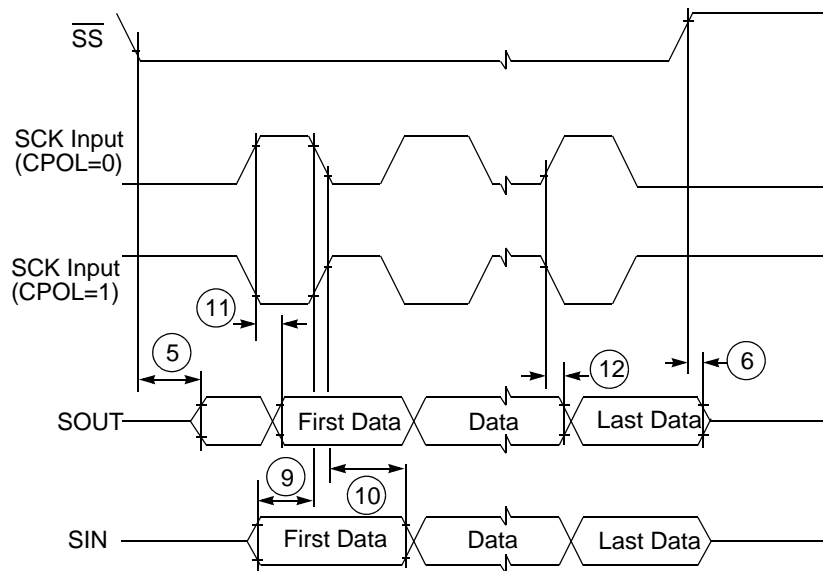 SS
SCK Input
(CPOL=0)
SCK Input
(CPOL=1)
11
5
12
6
SOUT
First Data
Data
Last Data
9
10
SIN
First Data
Data
Last Data